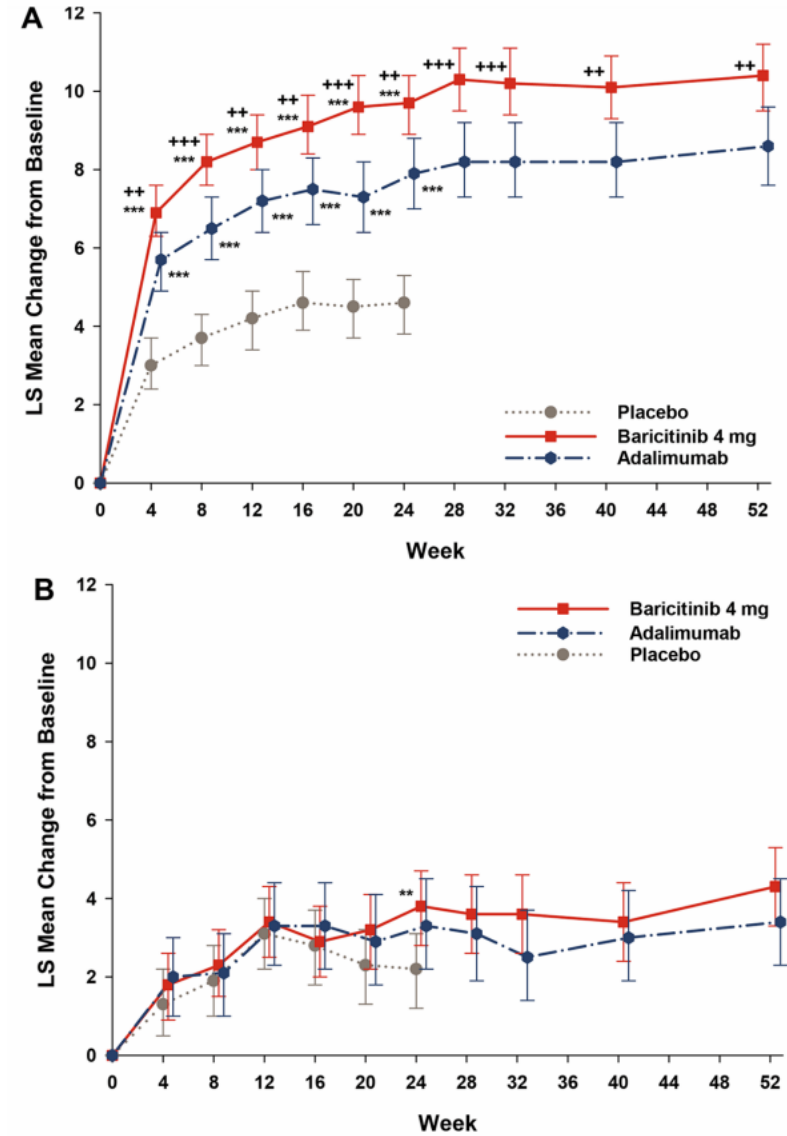 A
LS Mean Change from Baseline
12
10
8
6
4
2
0
++
***
+++
***
++
***
++
***
+++
***
++
***
+++
+++
++
++
***
***
***
***
***
***
Placebo
Baricitinib 4 mg
Adalimumab
0 4 8 12 16 20 24 28 32 36 40 44 48 52
Week
B
LS Mean Change from Baseline
12
10
8
6
4
2
0
Baricitinib 4 mg
Adalimumab
Placebo
**
0 4 8 12 16 20 24 28 32 36 40 44 48 52
Week